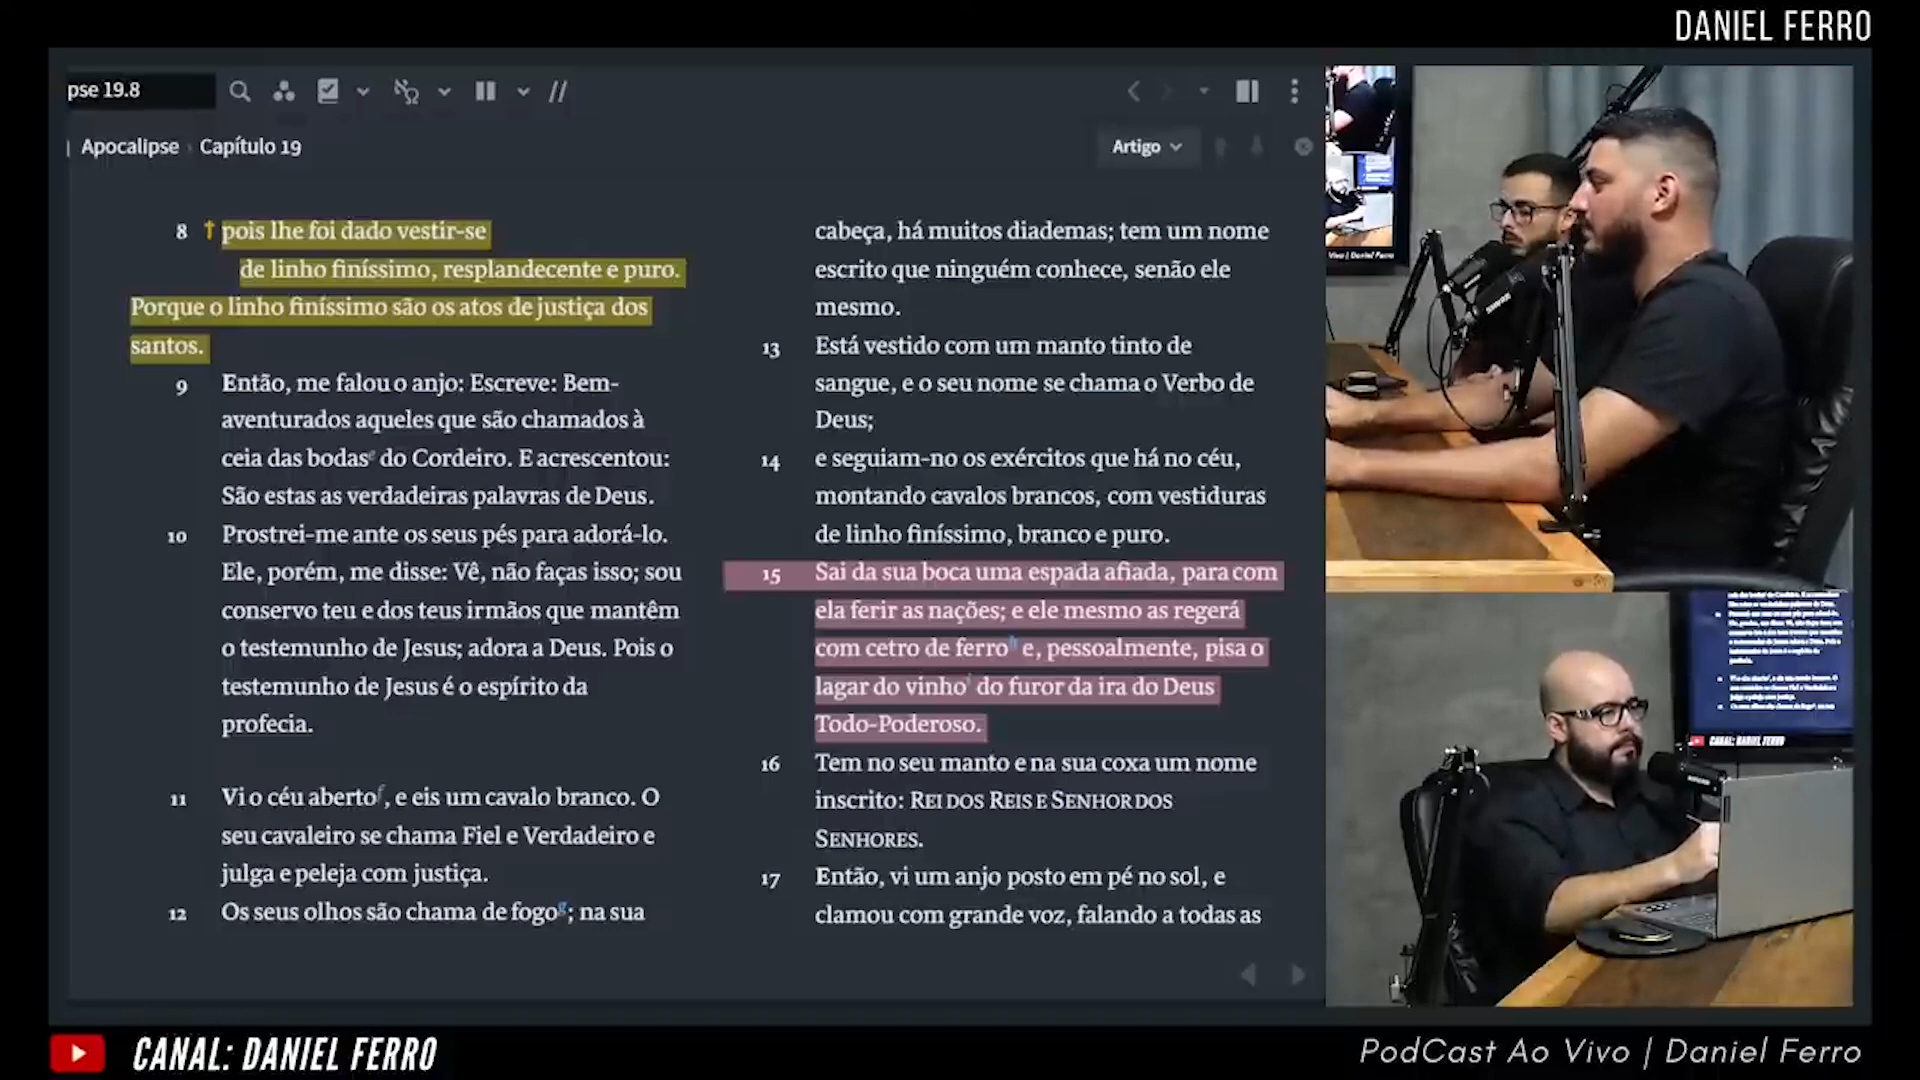 DANIEL FERRO
pse 19.8
Apocalipse › Capítulo 19
Artigo
8 † pois lhe foi dado vestir-se
de linho finíssimo, resplandecente e puro.
Porque o linho finíssimo são os atos de justiça dos
santos.
9 Então, me falou o anjo: Escreve: Bem-
aventurados aqueles que são chamados à
ceia das bodasᵉ do Cordeiro. E acrescentou:
São estas as verdadeiras palavras de Deus.
10 Prostrei-me ante os seus pés para adorá-lo.
Ele, porém, me disse: Vê, não faças isso; sou
conservo teu e dos teus irmãos que mantêm
o testemunho de Jesus; adora a Deus. Pois o
testemunho de Jesus é o espírito da
profecia.
11 Vi o céu abertoᶠ, e eis um cavalo branco. O
seu cavaleiro se chama Fiel e Verdadeiro e
julga e peleja com justiça.
12 Os seus olhos são chama de fogoᵍ; na sua
cabeça, há muitos diademas; tem um nome
escrito que ninguém conhece, senão ele
mesmo.
13 Está vestido com um manto tinto de
sangue, e o seu nome se chama o Verbo de
Deus;
14 e seguiam-no os exércitos que há no céu,
montando cavalos brancos, com vestiduras
de linho finíssimo, branco e puro.
15 Sai da sua boca uma espada afiada, para com
ela ferir as nações; e ele mesmo as regerá
com cetro de ferroʰ e, pessoalmente, pisa o
lagar do vinhoⁱ do furor da ira do Deus
Todo-Poderoso.
16 Tem no seu manto e na sua coxa um nome
inscrito: REI DOS REIS E SENHOR DOS
SENHORES.
17 Então, vi um anjo posto em pé no sol, e
clamou com grande voz, falando a todas as
CANAL: DANIEL FERRO
CANAL: DANIEL FERRO
PodCast Ao Vivo | Daniel Ferro